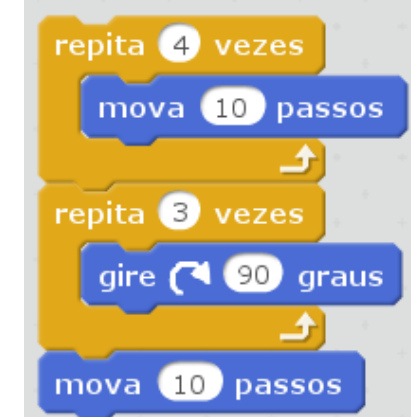 repita 4 vezes
mova 10 passos
repita 3 vezes
gire 90 graus
mova 10 passos